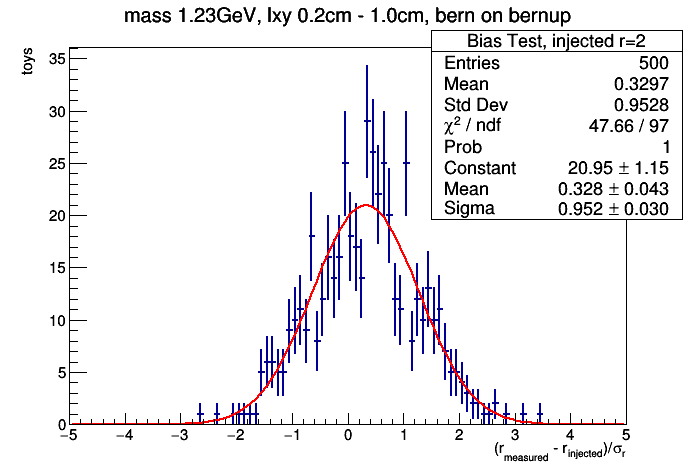 mass 1.23GeV, lxy 0.2cm - 1.0cm, bern on bernup
Bias Test, injected r=2
Entries 500
Mean 0.3297
Std Dev 0.9528
χ² / ndf 47.66 / 97
Prob 1
Constant 20.95 ± 1.15
Mean 0.328 ± 0.043
Sigma 0.952 ± 0.030
toys
35
30
25
20
15
10
5
0
−5 −4 −3 −2 −1 0 1 2 3 4 5
(r_measured - r_injected)/σ_r